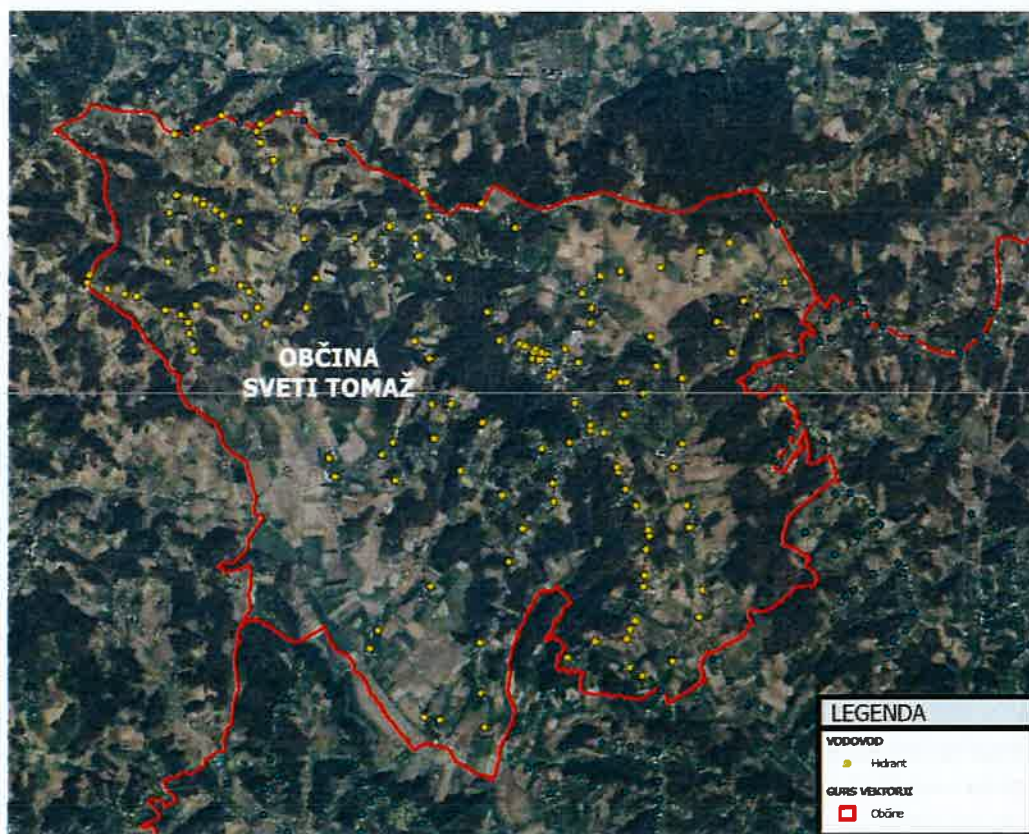 OBČINA
SVETI TOMAŽ
LEGENDA
VODOVOD
Hidrant
GURS VEKTORJI
Občine